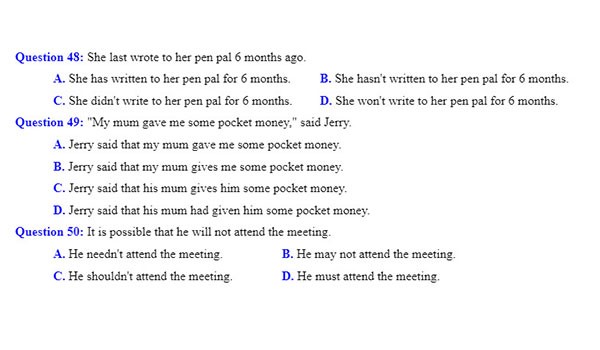 Question 48: She last wrote to her pen pal 6 months ago.
A. She has written to her pen pal for 6 months. B. She hasn't written to her pen pal for 6 months.
C. She didn't write to her pen pal for 6 months. D. She won't write to her pen pal for 6 months.
Question 49: "My mum gave me some pocket money," said Jerry.
A. Jerry said that my mum gave me some pocket money.
B. Jerry said that my mum gives me some pocket money.
C. Jerry said that his mum gives him some pocket money.
D. Jerry said that his mum had given him some pocket money.
Question 50: It is possible that he will not attend the meeting.
A. He needn't attend the meeting. B. He may not attend the meeting.
C. He shouldn't attend the meeting. D. He must attend the meeting.